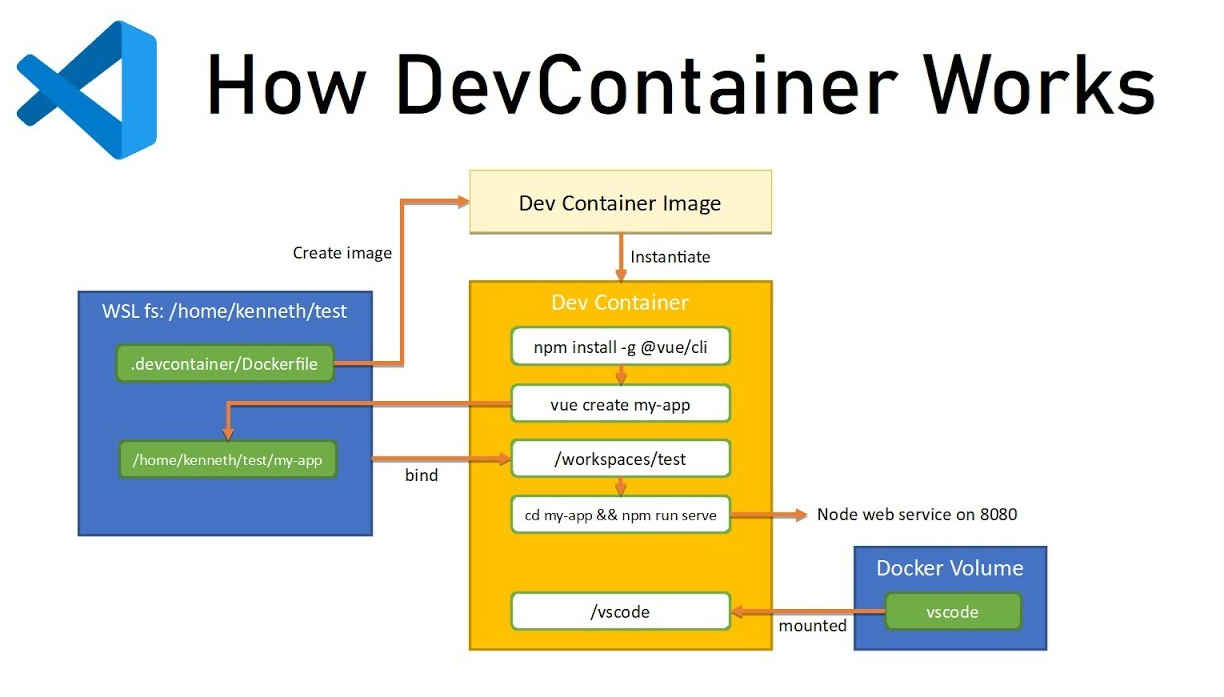 How DevContainer Works
Dev Container Image
Create image
Instantiate
WSL fs: /home/kenneth/test
.devcontainer/Dockerfile
/home/kenneth/test/my-app
bind
Dev Container
npm install -g @vue/cli
vue create my-app
/workspaces/test
cd my-app && npm run serve
Node web service on 8080
/vscode
mounted
Docker Volume
vscode